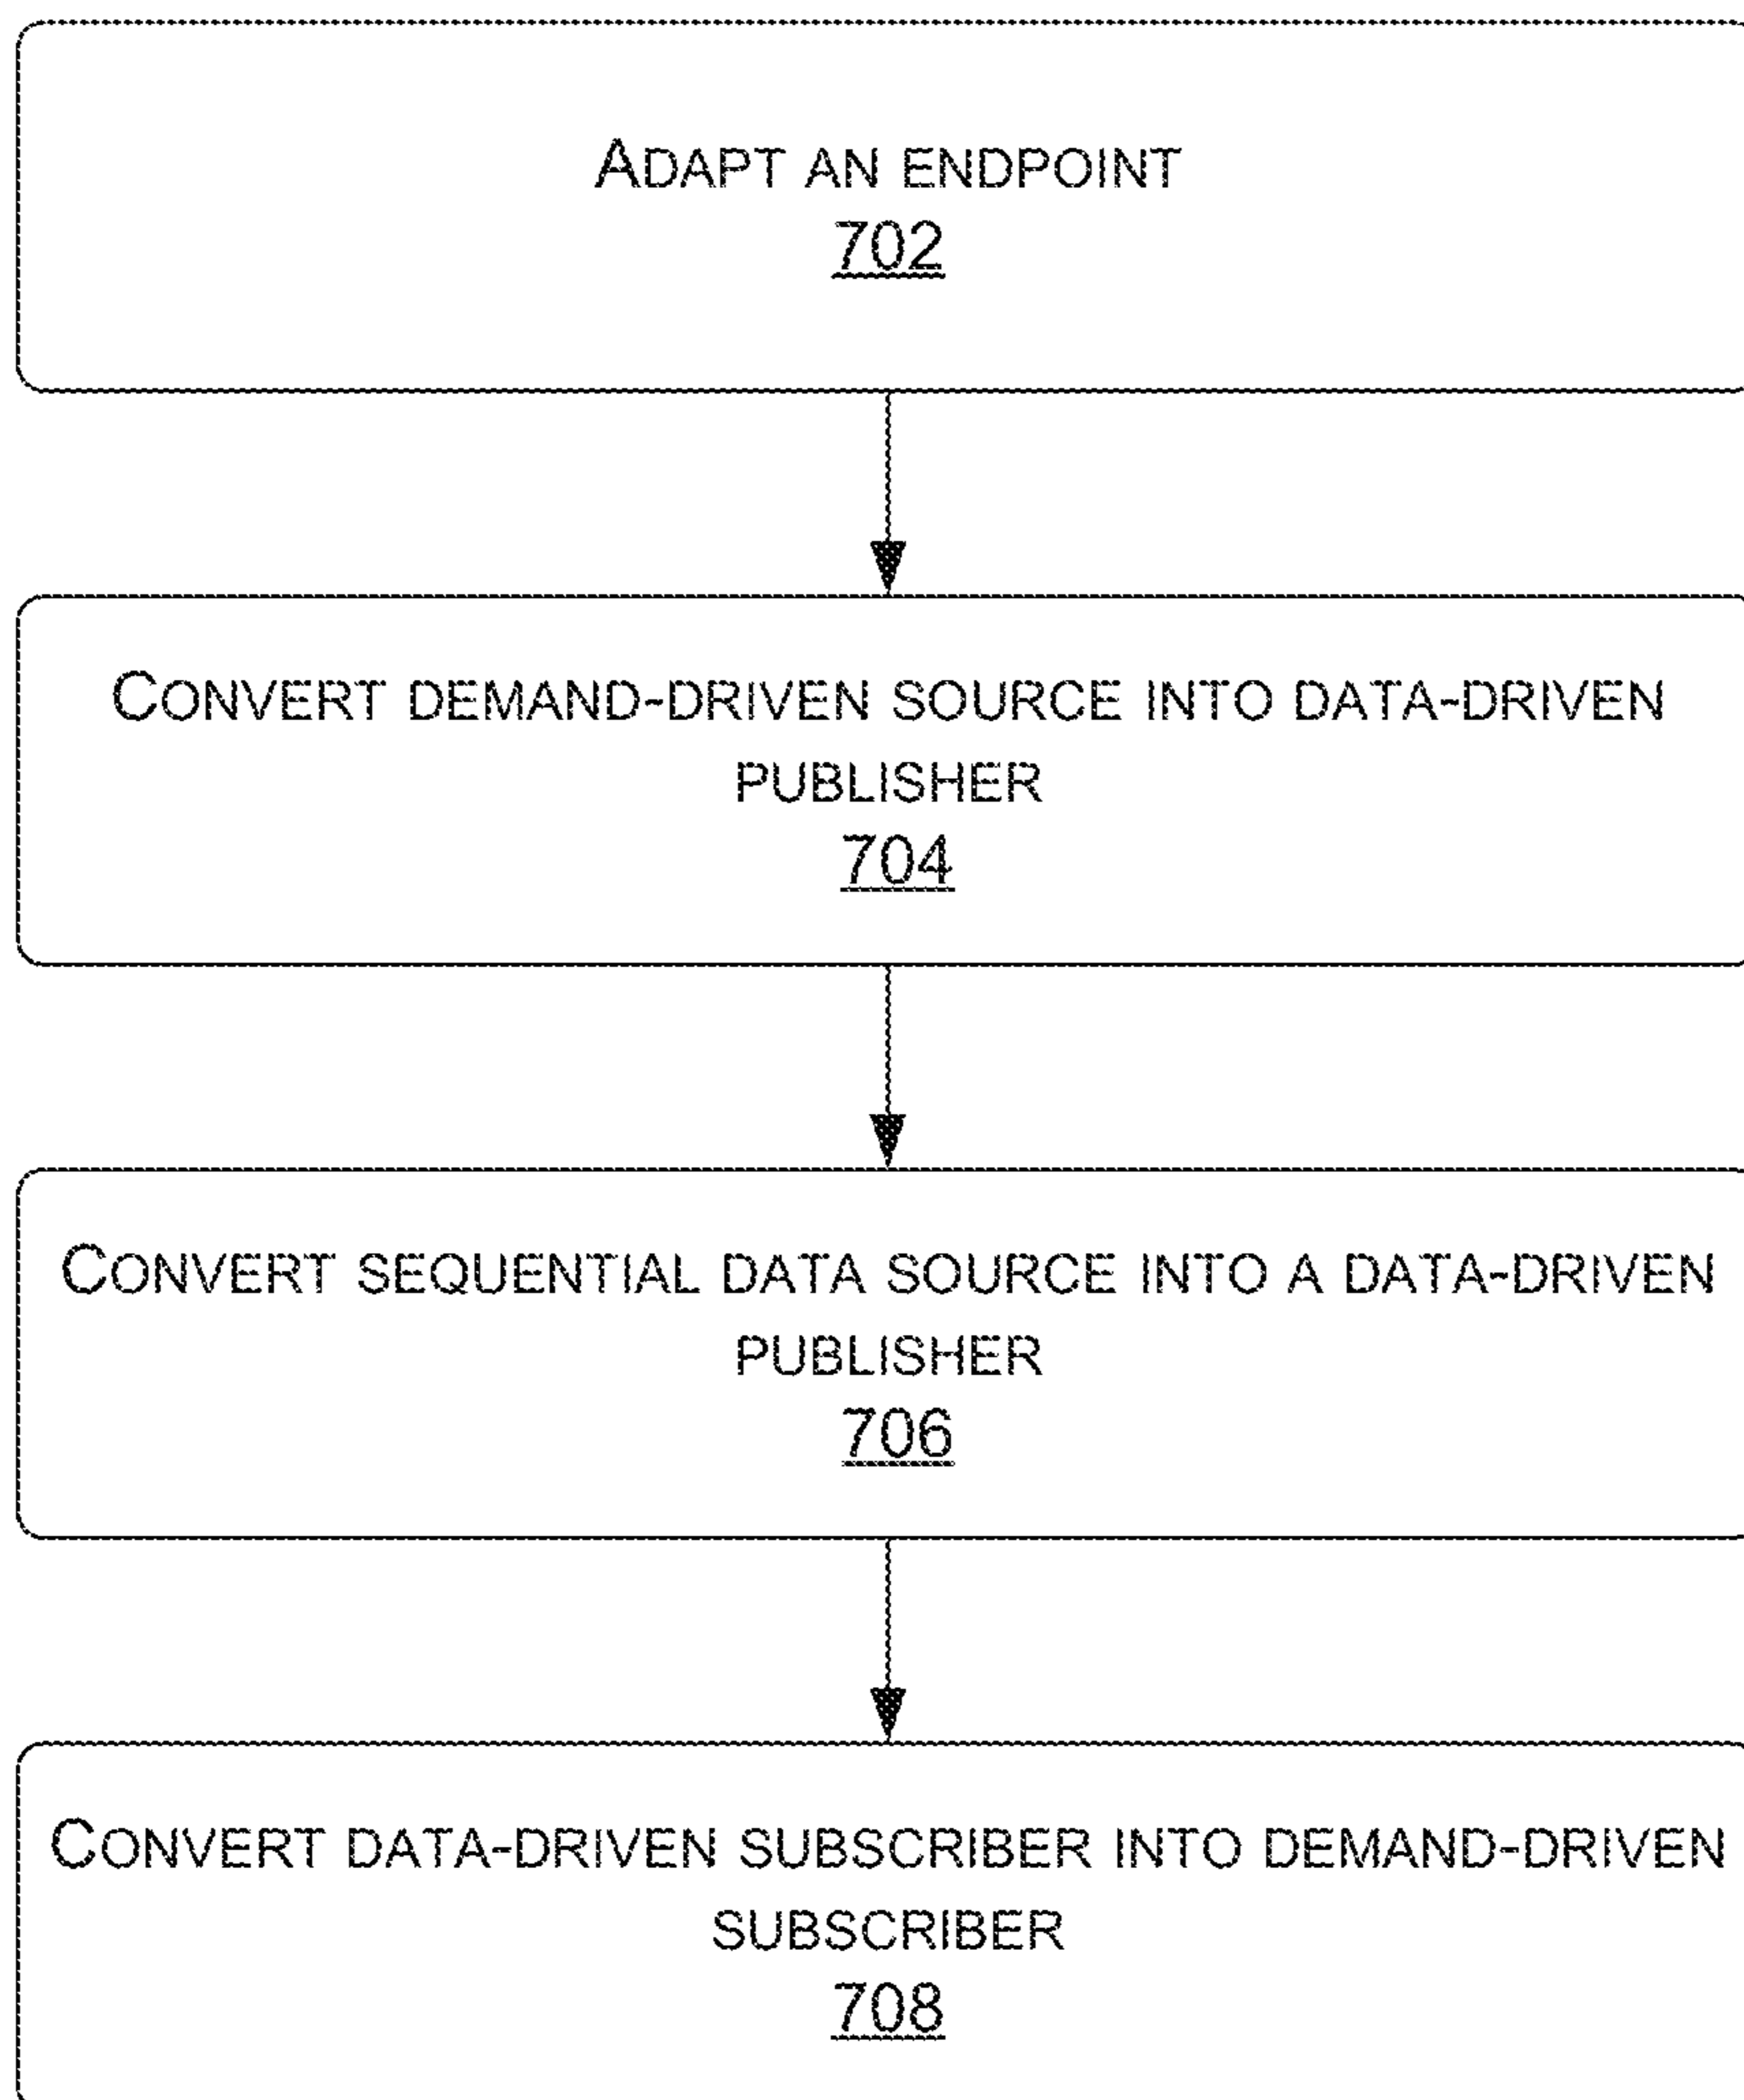 ADAPT AN ENDPOINT
702
CONVERT DEMAND-DRIVEN SOURCE INTO DATA-DRIVEN
PUBLISHER
704
CONVERT SEQUENTIAL DATA SOURCE INTO A DATA-DRIVEN
PUBLISHER
706
CONVERT DATA-DRIVEN SUBSCRIBER INTO DEMAND-DRIVEN
SUBSCRIBER
708